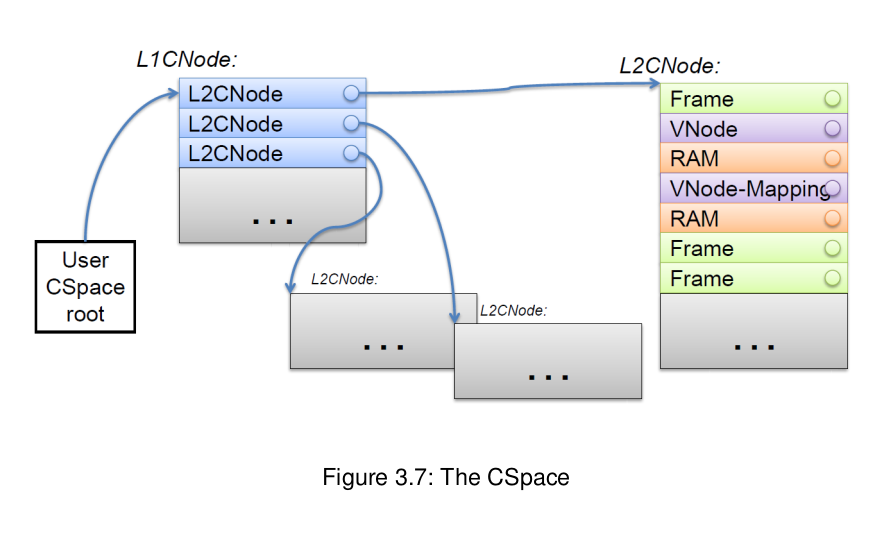 L1CNode:
L2CNode
L2CNode
L2CNode
...
User
CSpace
root
L2CNode:
...
L2CNode:
...
L2CNode:
Frame
VNode
RAM
VNode-Mapping
RAM
Frame
Frame
...
Figure 3.7: The CSpace